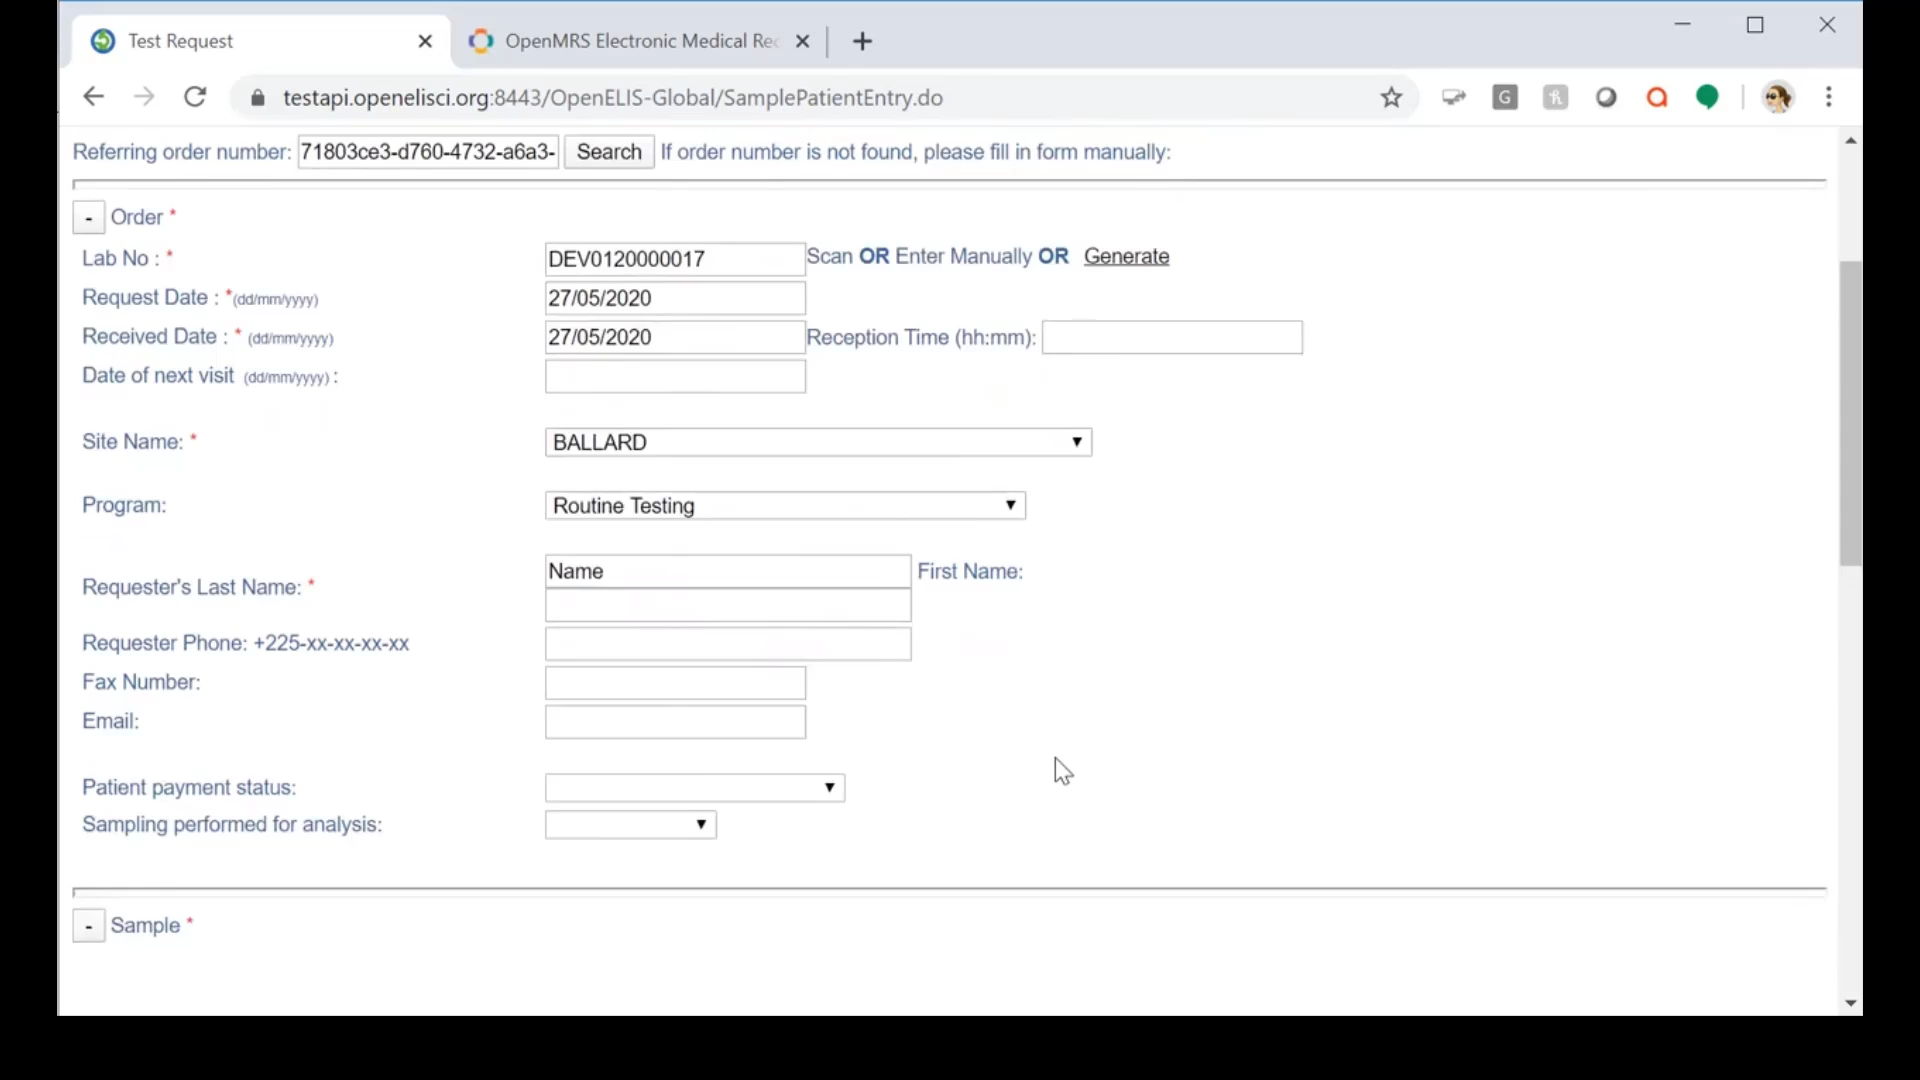 Test Request
OpenMRS Electronic Medical Rec
testapi.openelisci.org:8443/OpenELIS-Global/SamplePatientEntry.do
Referring order number: 71803ce3-d760-4732-a6a3- Search If order number is not found, please fill in form manually:
- Order *
Lab No : * DEV0120000017 Scan OR Enter Manually OR Generate
Request Date : *(dd/mm/yyyy) 27/05/2020
Received Date : * (dd/mm/yyyy) 27/05/2020 Reception Time (hh:mm):
Date of next visit (dd/mm/yyyy) :
Site Name: * BALLARD
Program: Routine Testing
Requester's Last Name: * Name First Name:
Requester Phone: +225-xx-xx-xx-xx
Fax Number:
Email:
Patient payment status:
Sampling performed for analysis:
- Sample *